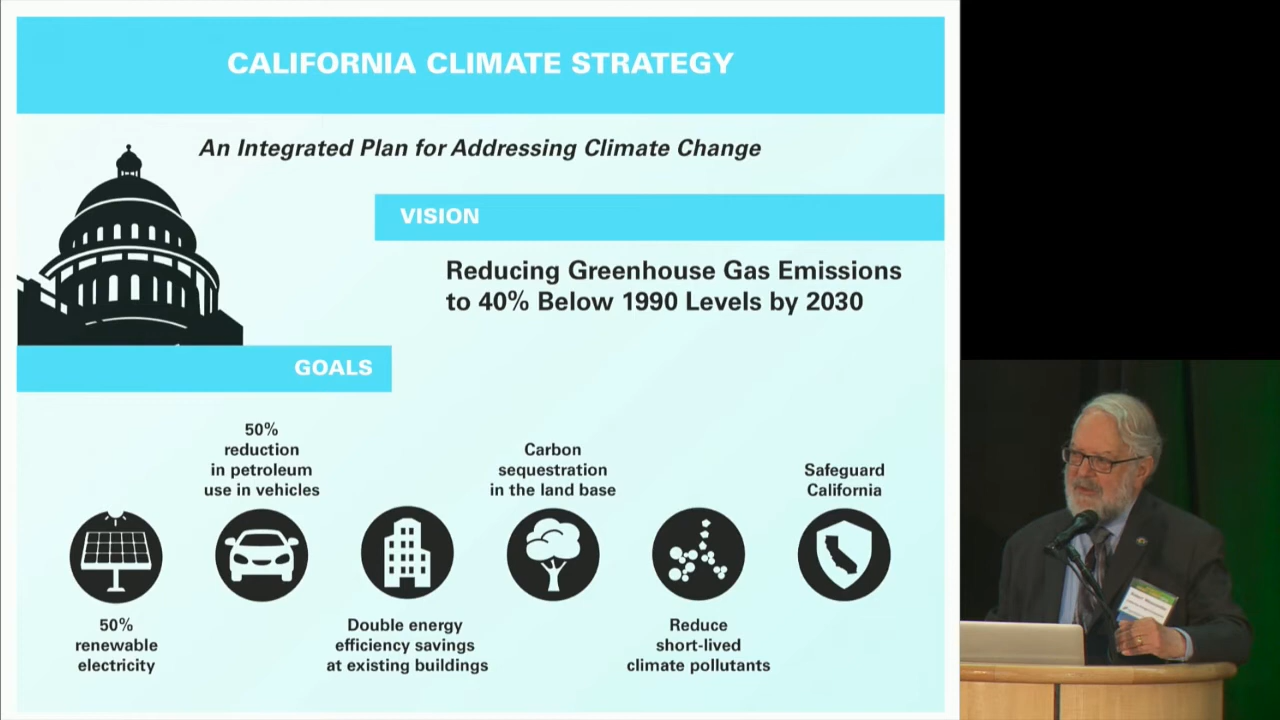 CALIFORNIA CLIMATE STRATEGY
An Integrated Plan for Addressing Climate Change
VISION
Reducing Greenhouse Gas Emissions
to 40% Below 1990 Levels by 2030
GOALS
50%
renewable
electricity
50%
reduction
in petroleum
use in vehicles
Double energy
efficiency savings
at existing buildings
Carbon
sequestration
in the land base
Reduce
short-lived
climate pollutants
Safeguard
California